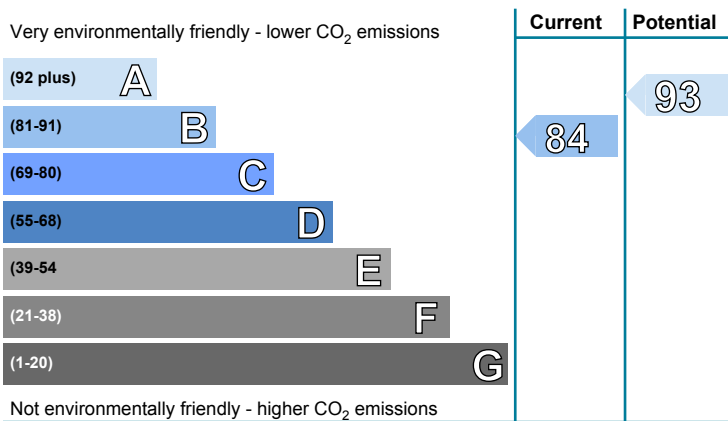 Very environmentally friendly - lower CO2 emissions
Current
Potential
(92 plus) A
(81-91) B
(69-80) C
(55-68) D
(39-54 E
(21-38) F
(1-20) G
84
93
Not environmentally friendly - higher CO2 emissions